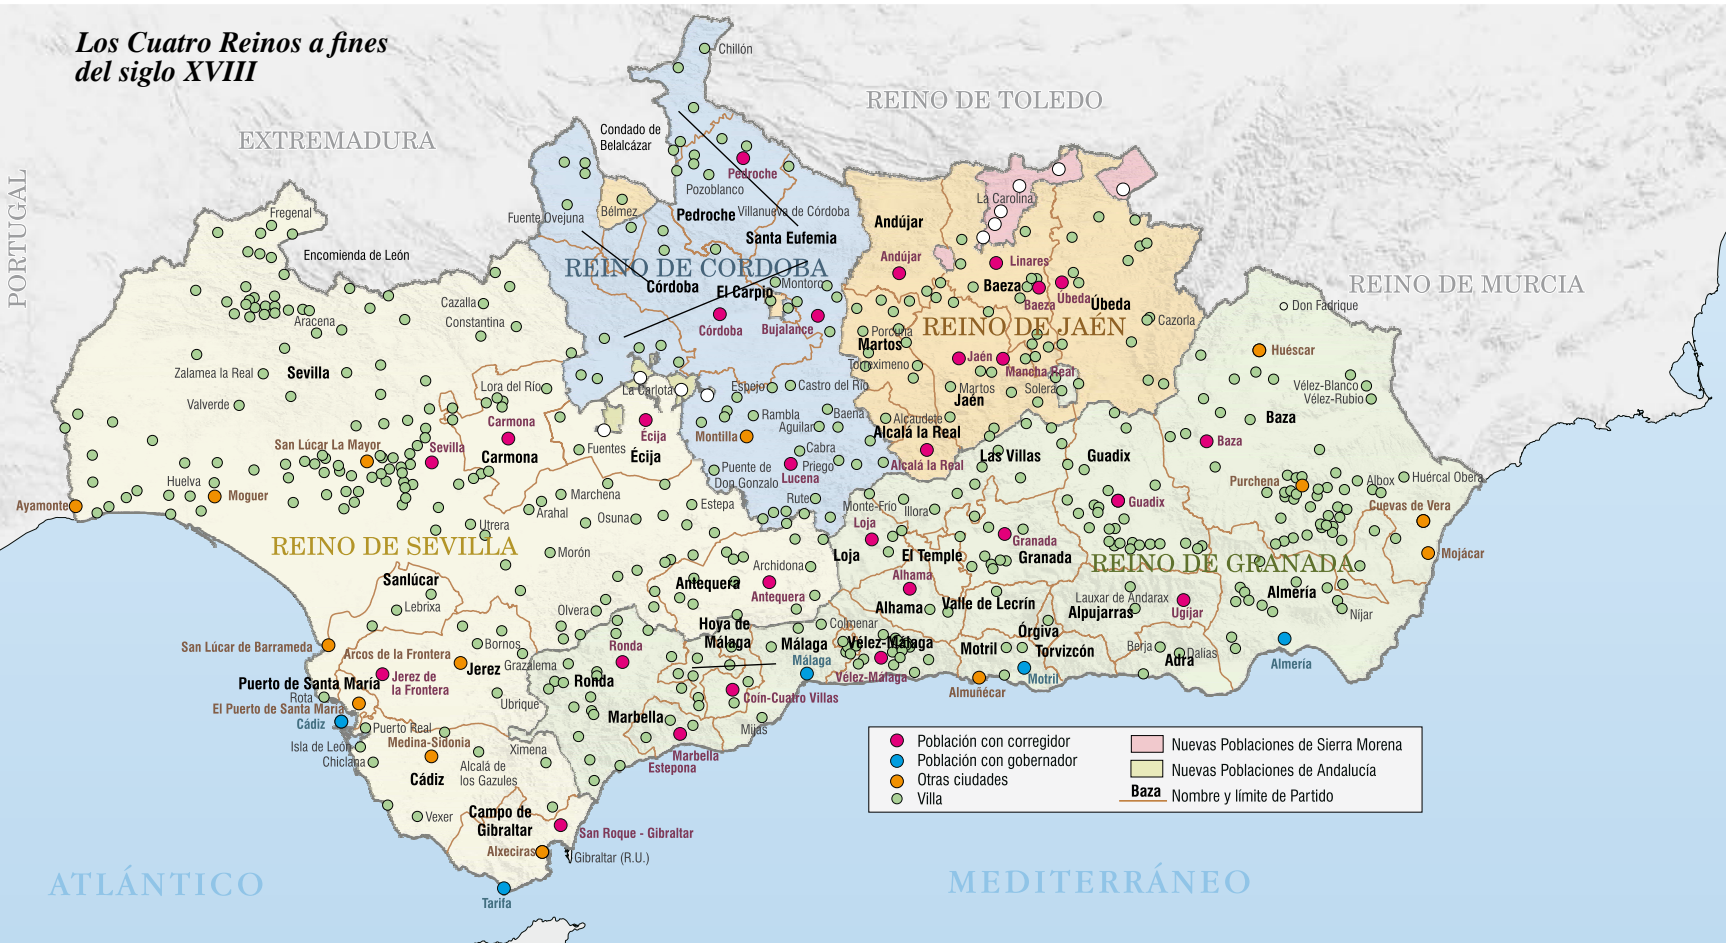 Los Cuatro Reinos a fines
del siglo XVIII
Chillón
REINO DE TOLEDO
EXTREMADURA
Condado de
Belalcázar
Pedroche
PORTUGAL
Pozoblanco
La Carolina
Fregenal
Fuente Ovejuna
Bélmez
Pedroche
Villanueva de Córdoba
Andújar
Santa Eufemia
Encomienda de León
Andújar
Linares
REINO DE CORDOBA
Córdoba
El Carpio
Montoro
Baeza
Baeza
Úbeda
Úbeda
REINO DE MURCIA
Don Fadrique
Cazalla
Constantina
Aracena
Córdoba
Bujalance
Porcuna
REINO DE JAÉN
Cazorla
Martos
Huéscar
Zalamea la Real
Sevilla
Torreximeno
Jaén
Mancha Real
Lora del Río
La Carlota
Espejo
Castro del Río
Martos
Jaén
Solera
Vélez-Blanco
Vélez-Rubio
Valverde
Carmona
Écija
Rambla
Aguilar
Baena
Alcaudete
Baza
San Lúcar La Mayor
Sevilla
Carmona
Fuentes
Écija
Montilla
Cabra
Alcalá la Real
Alcalá la Real
Las Villas
Guadix
Baza
Puente de
Don Gonzalo
Lucena
Priego
Huelva
Moguer
Ayamonte
Marchena
Arahal
Osuna
Estepa
Rute
Monte-Frío
Illora
Guadix
Purchena
Albox
Huércal Obera
Cuevas de Vera
Utrera
REINO DE SEVILLA
Morón
Loja
Loja
El Temple
Granada
Granada
REINO DE GRANADA
Mojácar
Archidona
Antequera
Antequera
Alhama
Alhama
Valle de Lecrín
Sanlúcar
Lebrixa
Olvera
Lauxar de Andarax
Alpujarras
Ugijar
Almería
Níjar
Hoya de
Málaga
Málaga
Colmenar
Vélez-Málaga
Órgiva
Torvizcón
Motril
San Lúcar de Barrameda
Arcos de la Frontera
Bornos
Grazalema
Ronda
Málaga
Berja
Adra
Dalias
Almería
Jerez
Jerez de
la Frontera
Ronda
Vélez-Málaga
Almuñécar
Motril
Puerto de Santa María
Rota
El Puerto de Santa María
Cádiz
Ubrique
Coín-Cuatro Villas
Marbella
Mijas
Puerto Real
Isla de León
Chiclana
Medina-Sidonia
Ximena
Marbella
Estepona
Cádiz
Alcalá de
los Gazules
Vexer
Campo de
Gibraltar
San Roque - Gibraltar
Alxeciras
Gibraltar (R.U.)
Tarifa
ATLÁNTICO
MEDITERRÁNEO
Población con corregidor
Población con gobernador
Otras ciudades
Villa
Nuevas Poblaciones de Sierra Morena
Nuevas Poblaciones de Andalucía
Baza
Nombre y límite de Partido